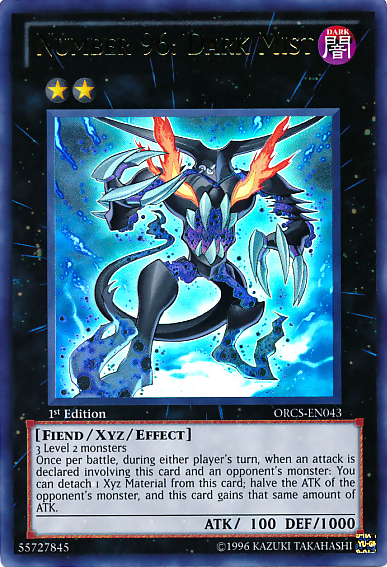 NUMBER 96: DARK MIST
DARK
闇
1st Edition
ORCS-EN043
[FIEND/XYZ/EFFECT]
3 Level 2 monsters
Once per battle, during either player's turn, when an attack is
declared involving this card and an opponent's monster: You
can detach 1 Xyz Material from this card; halve the ATK of
the opponent's monster, and this card gains that same amount of
ATK.
ATK/ 100 DEF/1000
55727845
©1996 KAZUKI TAKAHASHI